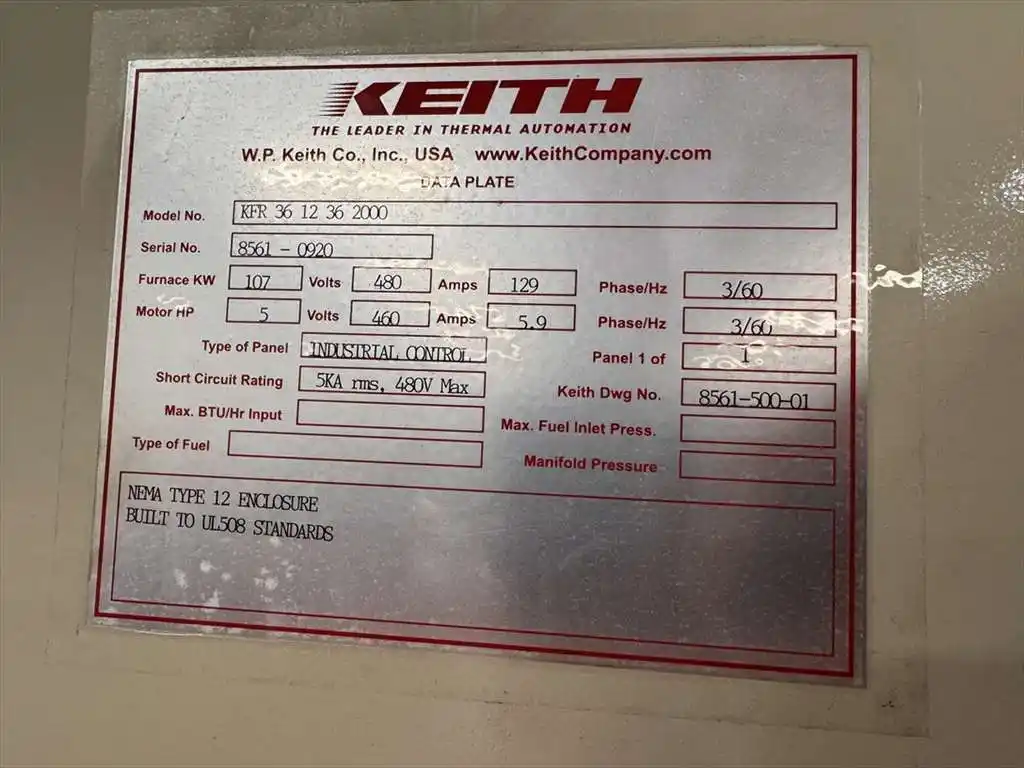 KEITH
THE LEADER IN THERMAL AUTOMATION
W.P. Keith Co., Inc., USA www.KeithCompany.com
DATA PLATE
Model No. KFR 36 12 36 2000
Serial No. 8561 - 0920
Furnace KW 107 Volts 480 Amps 129 Phase/Hz 3/60
Motor HP 5 Volts 460 Amps 5.9 Phase/Hz 3/60
Type of Panel INDUSTRIAL CONTROL Panel 1 of 1
Short Circuit Rating 5KA rms, 480V Max Keith Dwg No. 8561-500-01
Max. BTU/Hr Input Max. Fuel Inlet Press.
Type of Fuel Manifold Pressure
NEMA TYPE 12 ENCLOSURE
BUILT TO UL508 STANDARDS